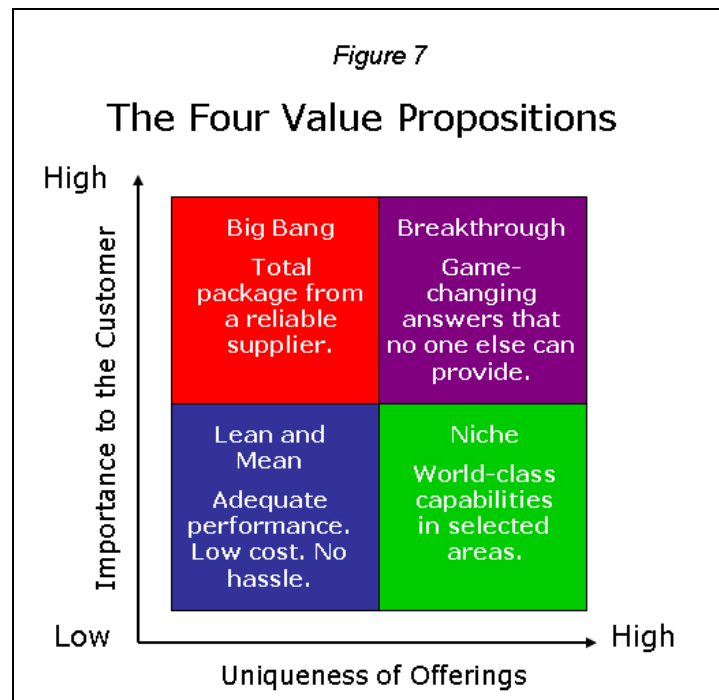 Figure 7
The Four Value Propositions
High
Importance to the Customer
Big Bang
Total
package from
a reliable
supplier.
Breakthrough
Game-
changing
answers that
no one else can
provide.
Lean and
Mean
Adequate
performance.
Low cost. No
hassle.
Niche
World-class
capabilities
in selected
areas.
Low
High
Uniqueness of Offerings